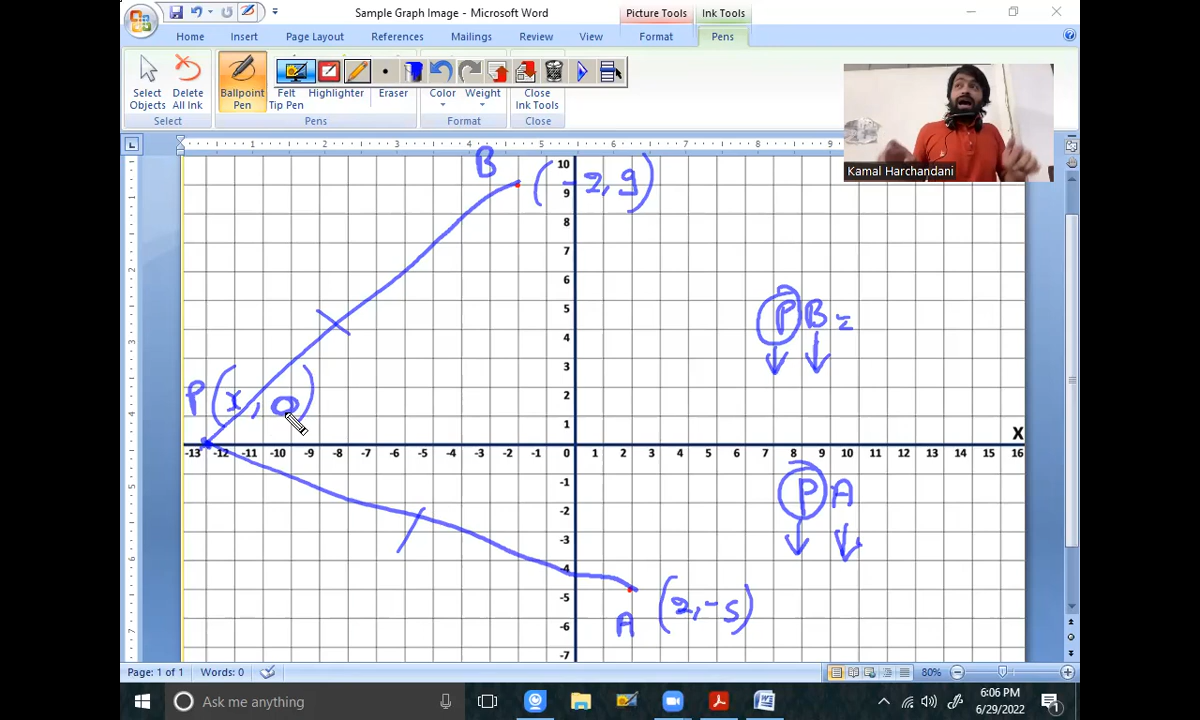 Sample Graph Image - Microsoft Word
Picture Tools
Ink Tools
Home
Insert
Page Layout
References
Mailings
Review
View
Format
Pens
Select Objects
Delete All Ink
Ballpoint Pen
Felt Tip Pen
Highlighter
Eraser
Color
Weight
Close Ink Tools
Select
Pens
Format
Close
Kamal Harchandani
B (-2, 9)
P (x, 0)
PB =
PA
A (2, -5)
10
9
8
7
6
5
4
3
2
1
-13 -12 -11 -10 -9 -8 -7 -6 -5 -4 -3 -2 -1 0 1 2 3 4 5 6 7 8 9 10 11 12 13 14 15 16
X
-1
-2
-3
-4
-5
-6
-7
Page: 1 of 1
Words: 0
80%
Ask me anything
6:06 PM
6/29/2022